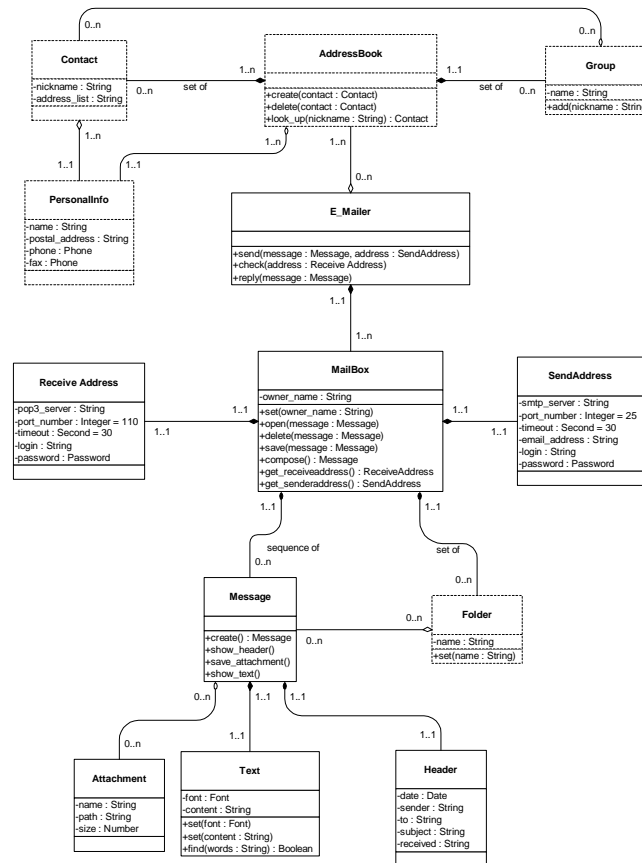 0..n
0..n
Contact
-nickname : String
-address_list : String
1..n
0..n
set of
AddressBook
+create(contact : Contact)
+delete(contact : Contact)
+look_up(nickname : String) : Contact
1..1
set of
0..n
Group
-name : String
+add(nickname : String)
1..n
1..n
1..n
1..1
1..1
PersonalInfo
-name : String
-postal_address : String
-phone : Phone
-fax : Phone
0..n
E_Mailer
+send(message : Message, address : SendAddress)
+check(address : Receive Address)
+reply(message : Message)
1..1
1..n
Receive Address
-pop3_server : String
-port_number : Integer = 110
-timeout : Second = 30
-login : String
-password : Password
1..1
1..1
MailBox
-owner_name : String
+set(owner_name : String)
+open(message : Message)
+delete(message : Message)
+save(message : Message)
+compose() : Message
+get_receiveaddress() : ReceiveAddress
+get_senderaddress() : SendAddress
1..1
1..1
SendAddress
-smtp_server : String
-port_number : Integer = 25
-timeout : Second = 30
-email_address : String
-login : String
-password : Password
1..1
1..1
sequence of
set of
0..n
0..n
Message
+create() : Message
+show_header()
+save_attachment()
+show_text()
0..n
0..n
Folder
-name : String
+set(name : String)
0..n
1..1
1..1
0..n
1..1
1..1
Attachment
-name : String
-path : String
-size : Number
Text
-font : Font
-content : String
+set(font : Font)
+set(content : String)
+find(words : String) : Boolean
Header
-date : Date
-sender : String
-to : String
-subject : String
-received : String